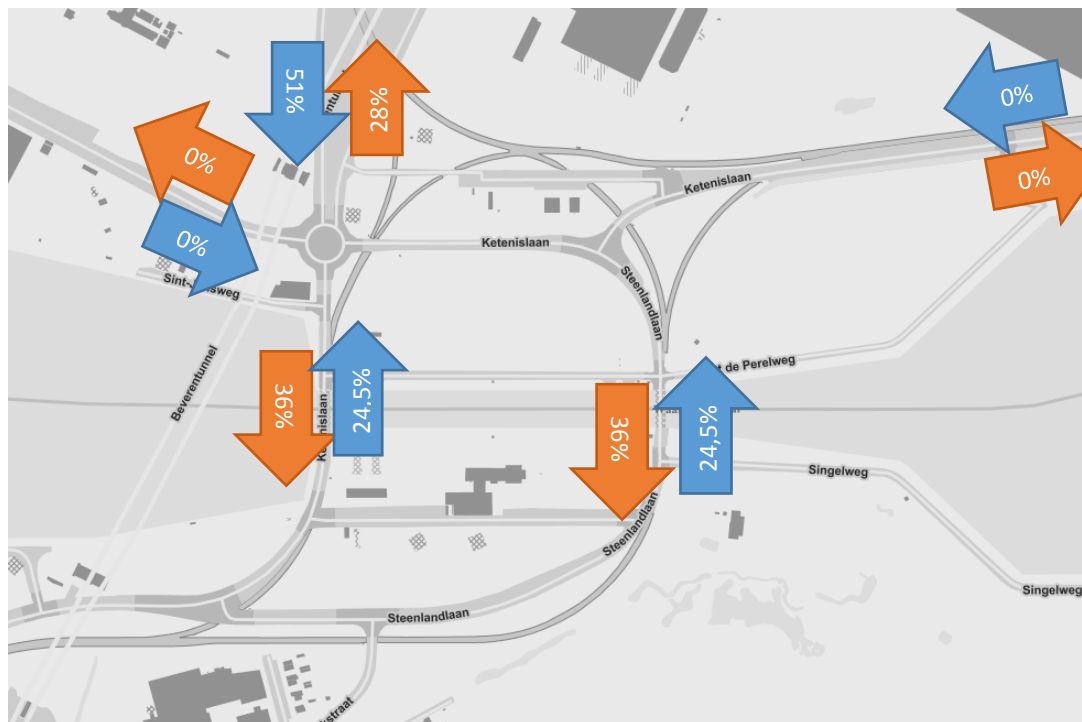 51%
28%
0%
0%
0%
0%
Ketenislaan
Ketenislaan
Steenlandlaan
Beverentunnel
36%
24,5%
Ketenislaan
36%
24,5%
de Perelweg
Singelweg
Steenlandlaan
Singelweg
Steenlandlaan